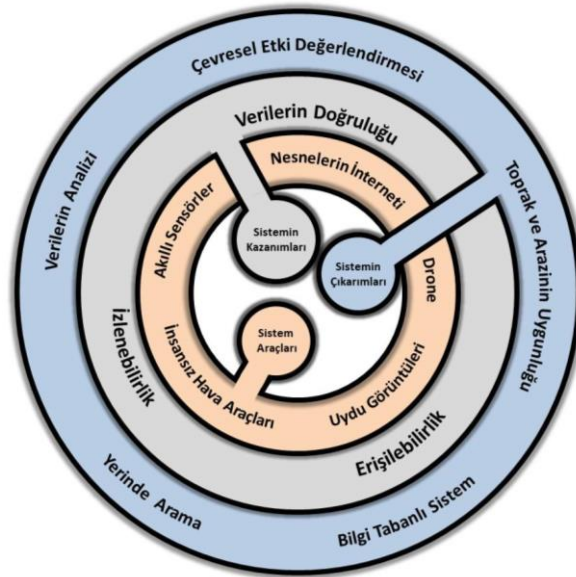 Çevresel Etki Değerlendirmesi
Toprak ve Arazinin Uygunluğu
Bilgi Tabanlı Sistem
Yerinde Arama
Verilerin Analizi
Verilerin Doğruluğu
Erişilebilirlik
İzlenebilirlik
Nesnelerin İnterneti
Drone
Uydu Görüntüleri
İnsansız Hava Araçları
Akıllı Sensörler
Sistemin
Kazanımları
Sistemin
Çıkarımları
Sistem
Araçları